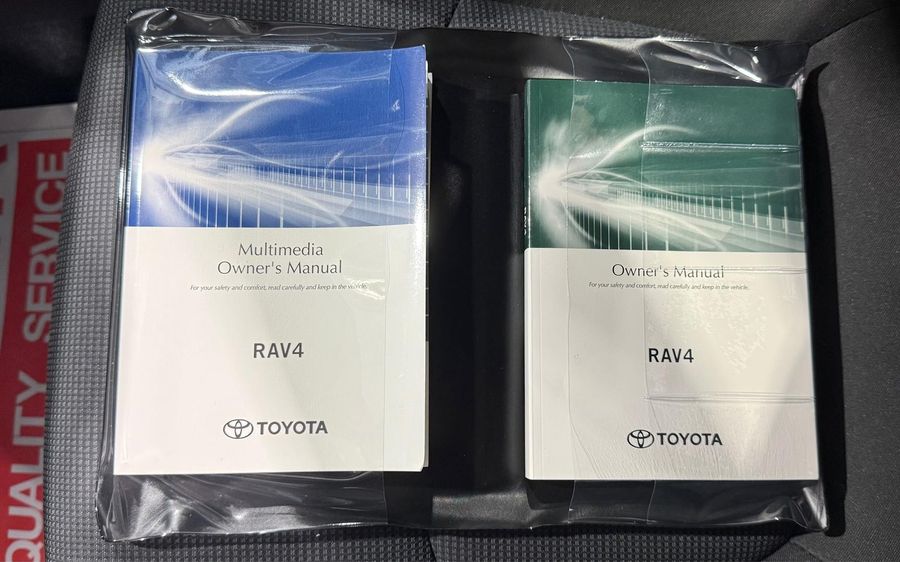 QUALITY SERVICE
Multimedia
Owner's Manual
For your safety and comfort, read carefully and keep in the vehicle.
RAV4
TOYOTA
Owner's Manual
For your safety and comfort, read carefully and keep in the vehicle.
RAV4
TOYOTA